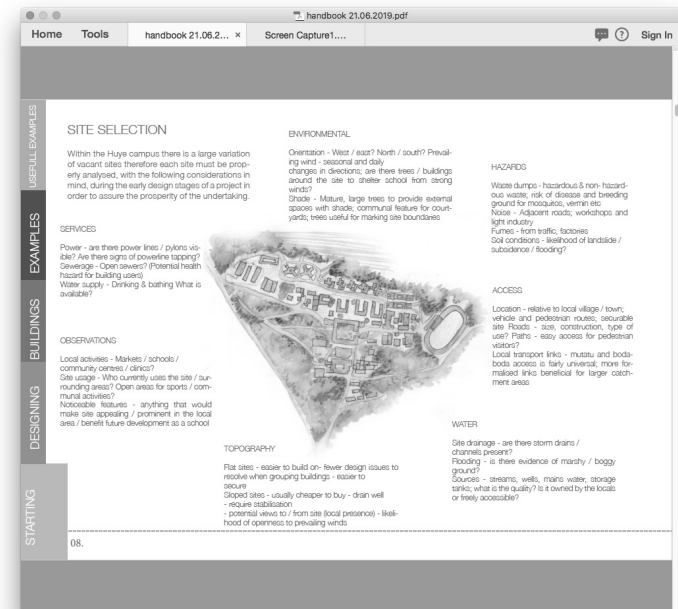 handbook 21.06.2019.pdf
Home Tools handbook 21.06.2... × Screen Capture1.... ? Sign In
USEFULL EXAMPLES
EXAMPLES
BUILDINGS
DESIGNING
STARTING
SITE SELECTION
Within the Huye campus there is a large variation
of vacant sites therefore each site must be prop-
erly analysed, with the following considerations in
mind, during the early design stages of a project in
order to assure the prosperity of the undertaking.
SERVICES
Power - are there power lines / pylons vis-
ible? Are there signs of powerline tapping?
Sewerage - Open sewers? (Potential health
hazard for building users)
Water supply - Drinking & bathing What is
available?
OBSERVATIONS
Local activities - Markets / schools /
community centres / clinics?
Site usage - Who currently uses the site / sur-
rounding areas? Open areas for sports / com-
munal activities?
Noticeable features - anything that would
make site appealing / prominent in the local
area / benefit future development as a school
ENVIRONMENTAL
Orientation - West / east? North / south? Prevail-
ing wind - seasonal and daily
changes in directions; are there trees / buildings
around the site to shelter school from strong
winds?
Shade - Mature, large trees to provide external
spaces with shade; communal feature for court-
yards; trees useful for marking site boundaries
TOPOGRAPHY
Flat sites - easier to build on- fewer design issues to
resolve when grouping buildings - easier to
secure
Sloped sites - usually cheaper to buy - drain well
- require stabilisation
- potential views to / from site (local presence) - likeli-
hood of openness to prevailing winds
HAZARDS
Waste dumps - hazardous & non- hazard-
ous waste; risk of disease and breeding
ground for mosquitos, vermin etc
Noise - Adjacent roads; workshops and
light industry
Fumes - from traffic, factories
Soil conditions - likelihood of landslide /
subsidence / flooding?
ACCESS
Location - relative to local village / town;
vehicle and pedestrian routes; securable
site Roads - size, construction, type of
use? Paths - easy access for pedestrian
visitors?
Local transport links - mutatu and boda-
boda access is fairly universal; more for-
malised links beneficial for larger catch-
ment areas
WATER
Site drainage - are there storm drains /
channels present?
Flooding - is there evidence of marshy / boggy
ground?
Sources - streams, wells, mains water, storage
tanks; what is the quality? Is it owned by the locals
or freely accessible?
08.